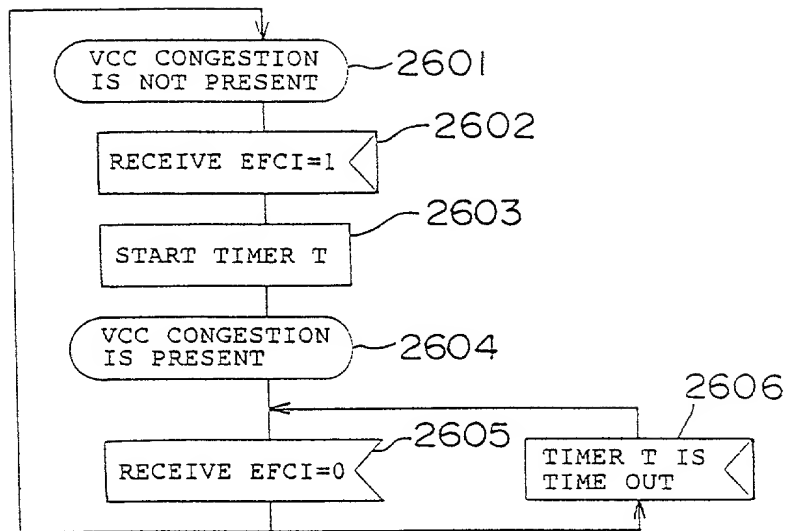 VCC CONGESTION
IS NOT PRESENT
2601
2602
RECEIVE EFCI=1
2603
START TIMER T
VCC CONGESTION
IS PRESENT
2604
2606
2605
RECEIVE EFCI=0
TIMER T IS
TIME OUT